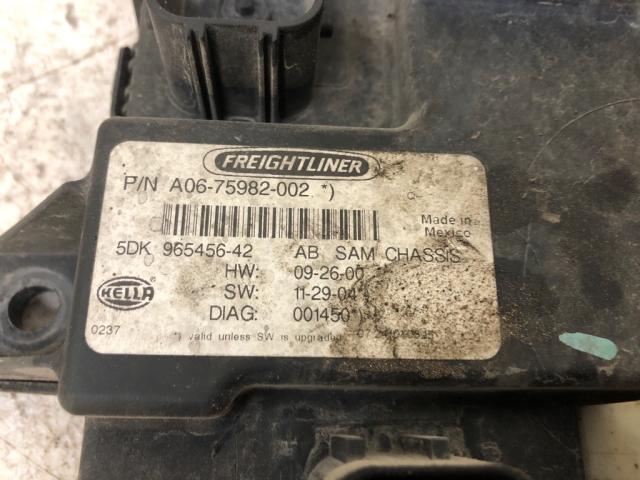 FREIGHTLINER
P/N A06-75982-002 *)
Made in Mexico
5DK 965456-42 AB SAM CHASSIS
HW: 09-26-00
SW: 11-29-04
HELLA
DIAG: 001450*)
0237
*) valid unless SW is upgraded